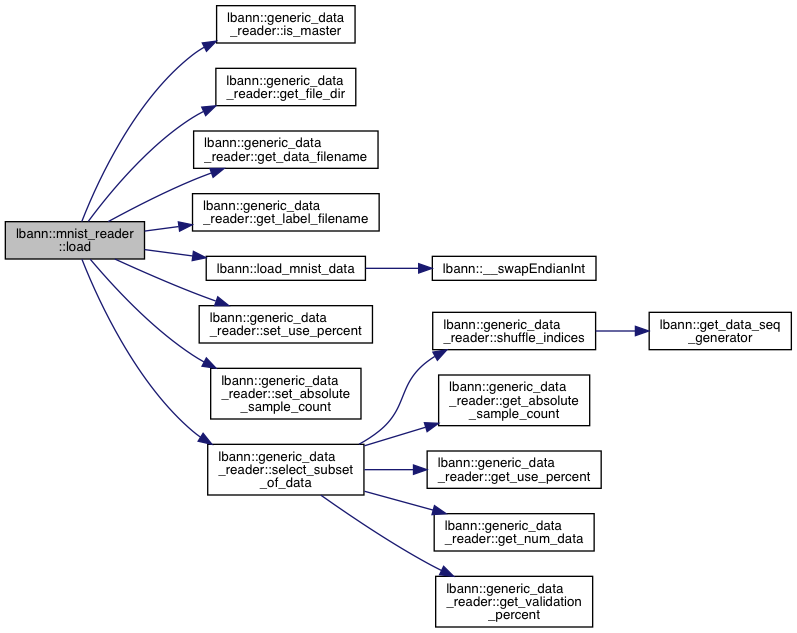 lbann::generic_data
_reader::is_master
lbann::generic_data
_reader::get_file_dir
lbann::generic_data
_reader::get_data_filename
lbann::generic_data
_reader::get_label_filename
lbann::mnist_reader
::load
lbann::load_mnist_data
lbann::__swapEndianInt
lbann::generic_data
_reader::set_use_percent
lbann::generic_data
_reader::shuffle_indices
lbann::get_data_seq
_generator
lbann::generic_data
_reader::set_absolute
_sample_count
lbann::generic_data
_reader::get_absolute
_sample_count
lbann::generic_data
_reader::select_subset
_of_data
lbann::generic_data
_reader::get_use_percent
lbann::generic_data
_reader::get_num_data
lbann::generic_data
_reader::get_validation
_percent